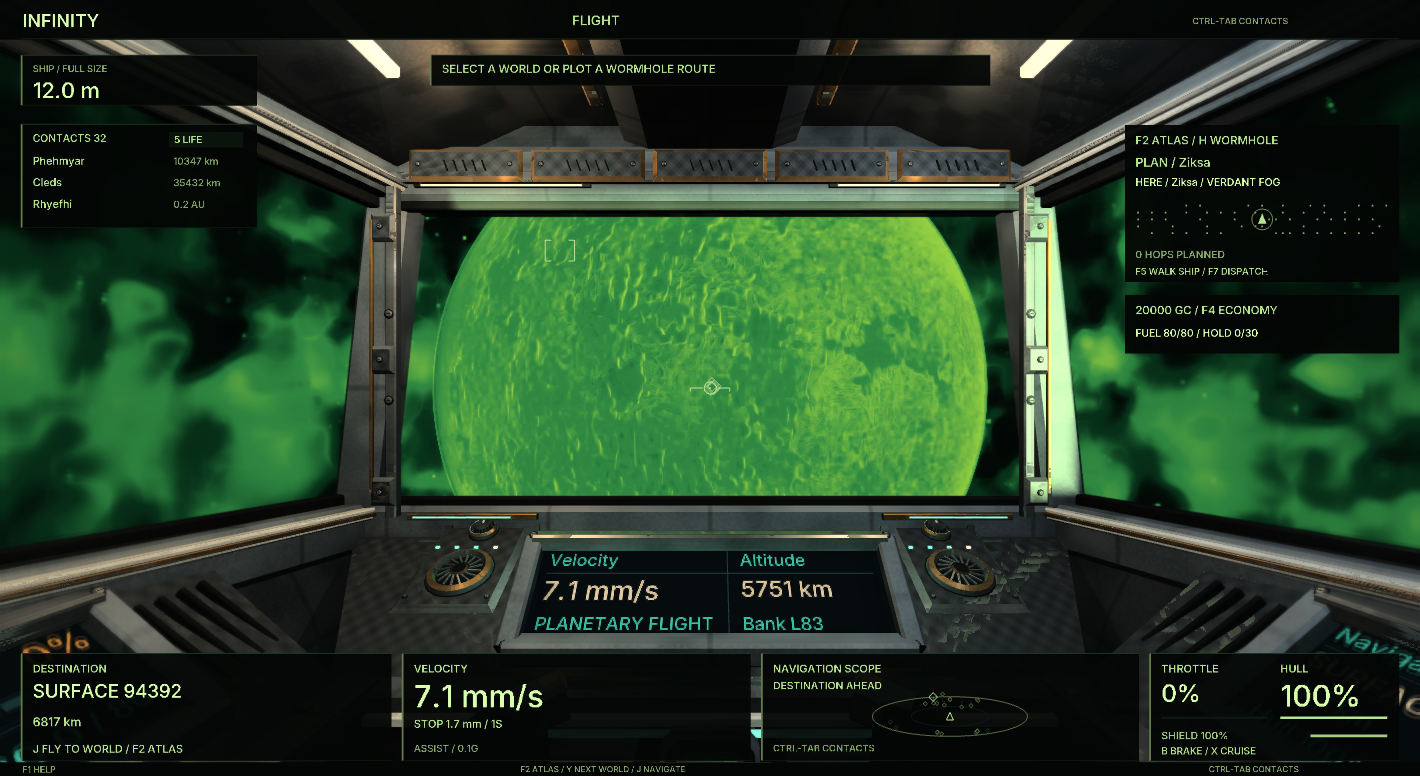 INFINITY
FLIGHT
CTRL-TAB CONTACTS
SHIP / FULL SIZE
12.0 m
SELECT A WORLD OR PLOT A WORMHOLE ROUTE
CONTACTS 32
5 LIFE
Phehmyar 10347 km
Cleds 35432 km
Rhyefhi 0.2 AU
F2 ATLAS / H WORMHOLE
PLAN / Ziksa
HERE / Ziksa / VERDANT FOG
0 HOPS PLANNED
F5 WALK SHIP / F7 DISPATCH
20000 GC / F4 ECONOMY
FUEL 80/80 / HOLD 0/30
Velocity
7.1 mm/s
PLANETARY FLIGHT
Altitude
5751 km
Bank L83
DESTINATION
SURFACE 94392
6817 km
J FLY TO WORLD / F2 ATLAS
VELOCITY
7.1 mm/s
STOP 1.7 mm / 1S
ASSIST / 0.1G
NAVIGATION SCOPE
DESTINATION AHEAD
CTRL-TAB CONTACTS
THROTTLE
0%
HULL
100%
SHIELD 100%
B BRAKE / X CRUISE
F1 HELP
F2 ATLAS / Y NEXT WORLD / J NAVIGATE
CTRL-TAB CONTACTS